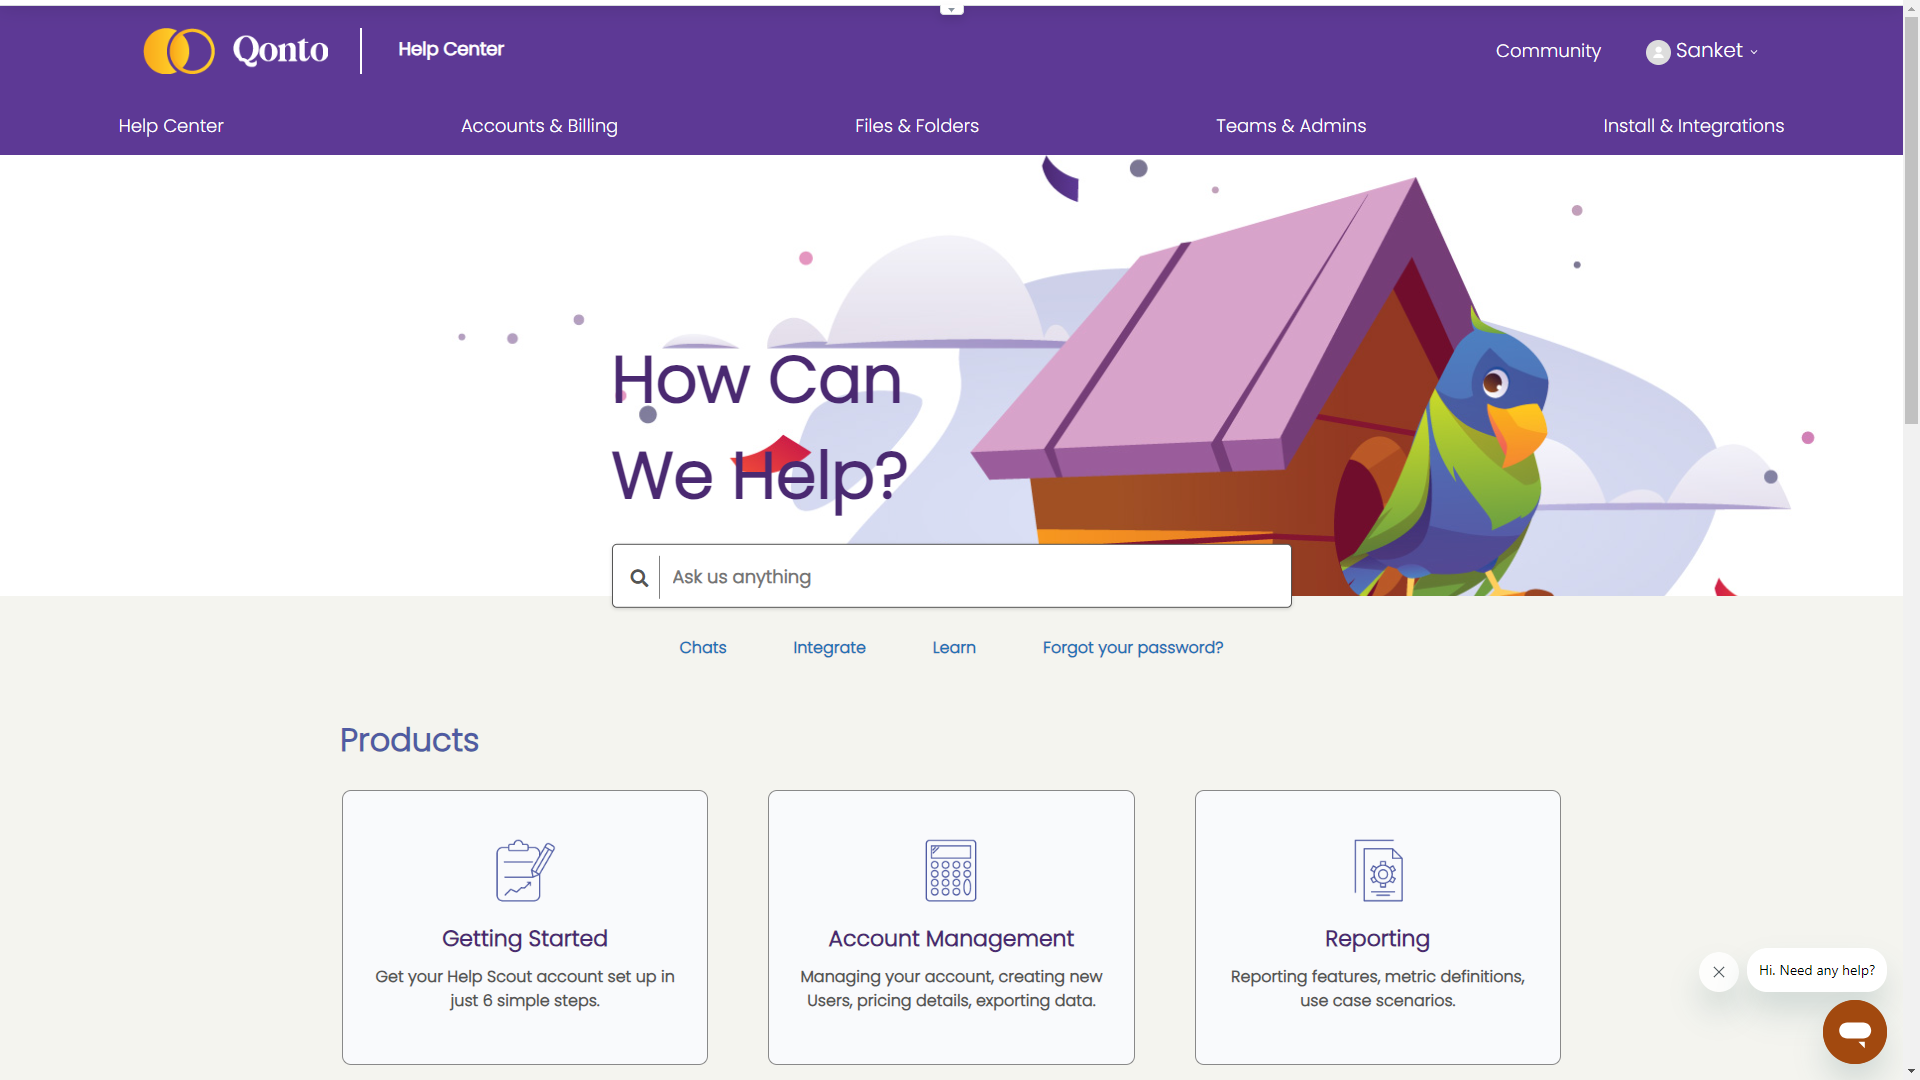 Qonto
Help Center
Community
Sanket
Help Center
Accounts & Billing
Files & Folders
Teams & Admins
Install & Integrations
How Can
We Help?
Ask us anything
Chats
Integrate
Learn
Forgot your password?
Products
Getting Started
Get your Help Scout account set up in
just 6 simple steps.
Account Management
Managing your account, creating new
Users, pricing details, exporting data.
Reporting
Reporting features, metric definitions,
use case scenarios.
Hi. Need any help?